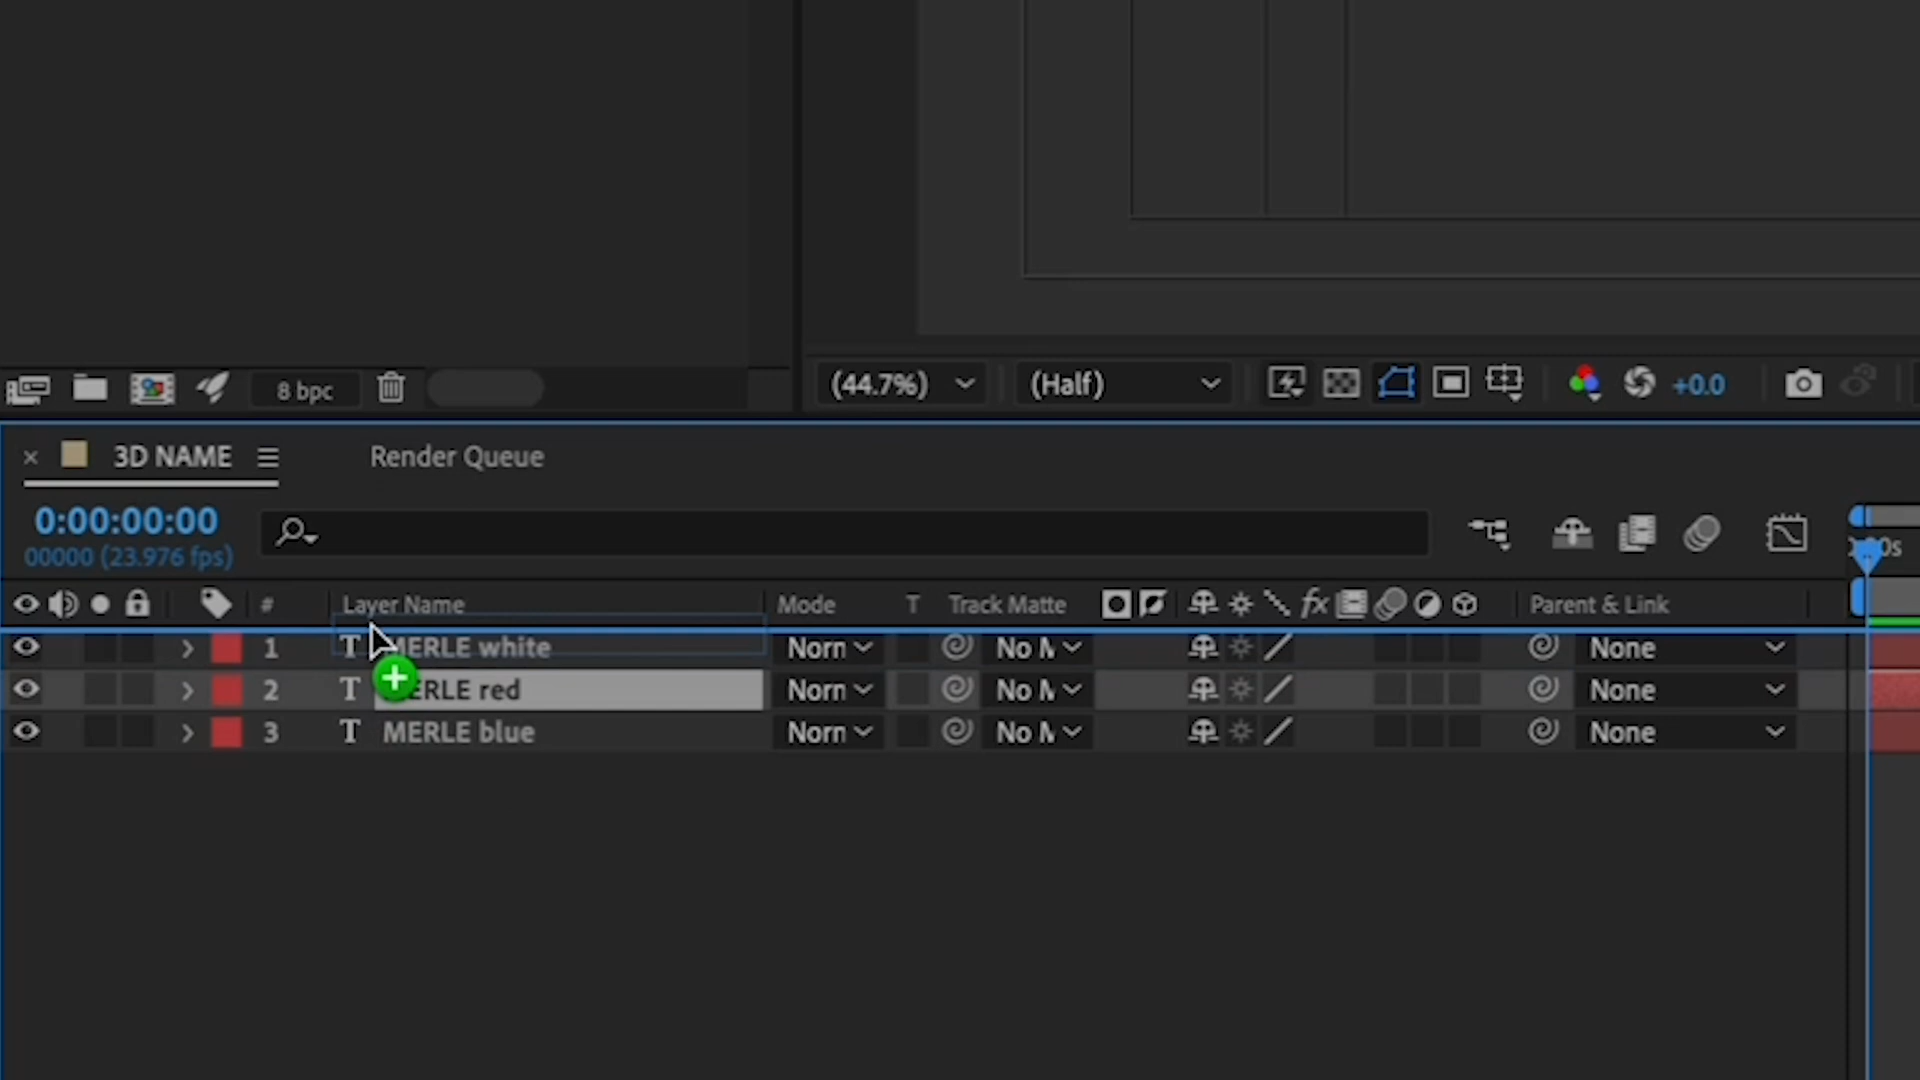 8 bpc (44.7%) (Half) +0.0
3D NAME Render Queue
0:00:00:00
00000 (23.976 fps)
# Layer Name Mode T Track Matte fx Parent & Link
1 T MERLE white Norn No None
2 T ERLE red Norn No None
3 T MERLE blue Norn No None